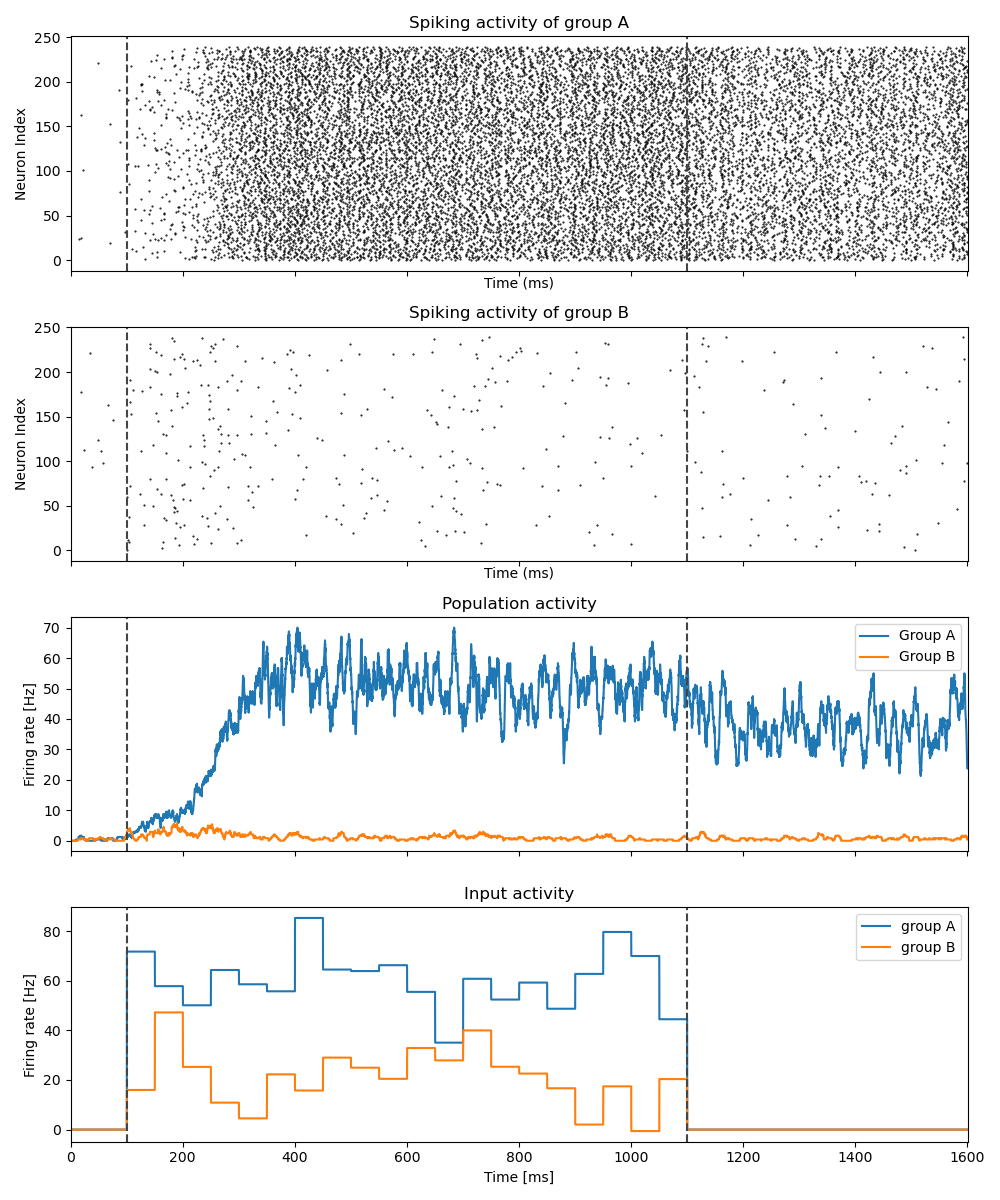 Spiking activity of group A
250
200
150
100
50
0
Neuron Index
Time (ms)
Spiking activity of group B
250
200
150
100
50
0
Neuron Index
Time (ms)
Population activity
70
60
50
40
30
20
10
0
Firing rate [Hz]
Group A
Group B
Input activity
80
60
40
20
0
Firing rate [Hz]
group A
group B
0 200 400 600 800 1000 1200 1400 1600
Time [ms]